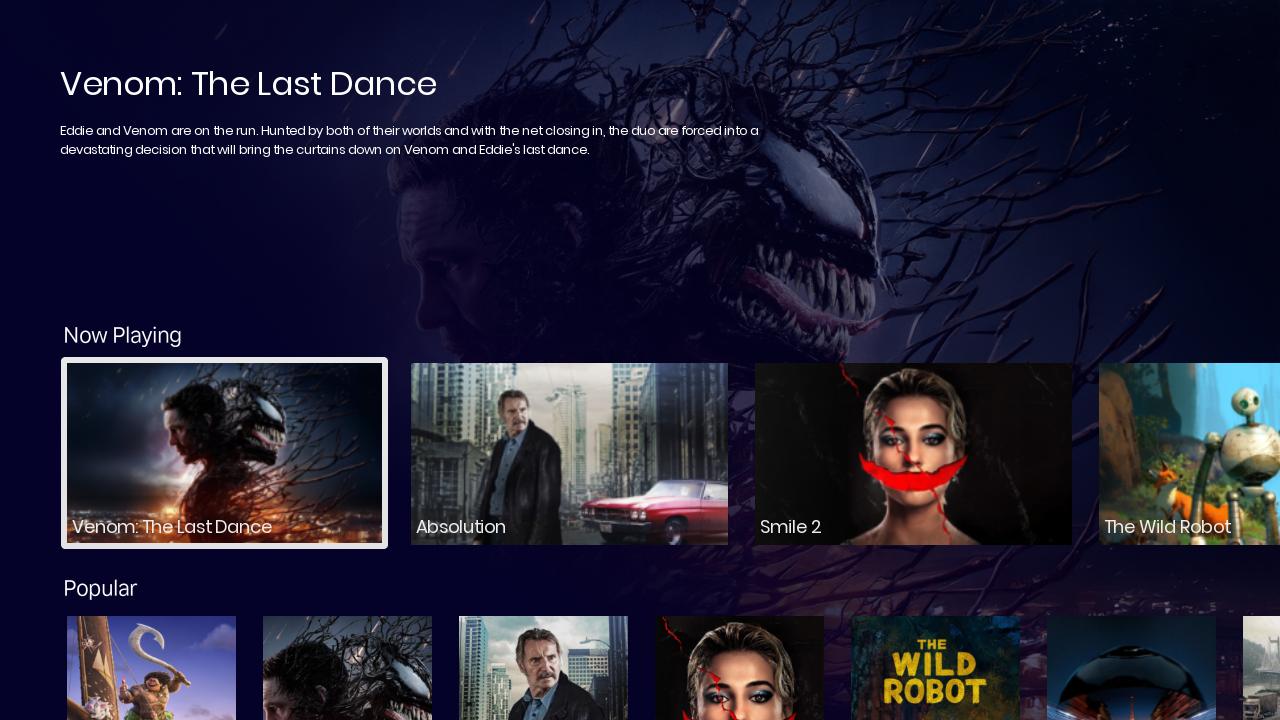 Venom: The Last Dance
Eddie and Venom are on the run. Hunted by both of their worlds and with the net closing in, the duo are forced into a
devastating decision that will bring the curtains down on Venom and Eddie's last dance.
Now Playing
Venom: The Last Dance
Absolution
Smile 2
The Wild Robot
Popular
THE
WILD
ROBOT